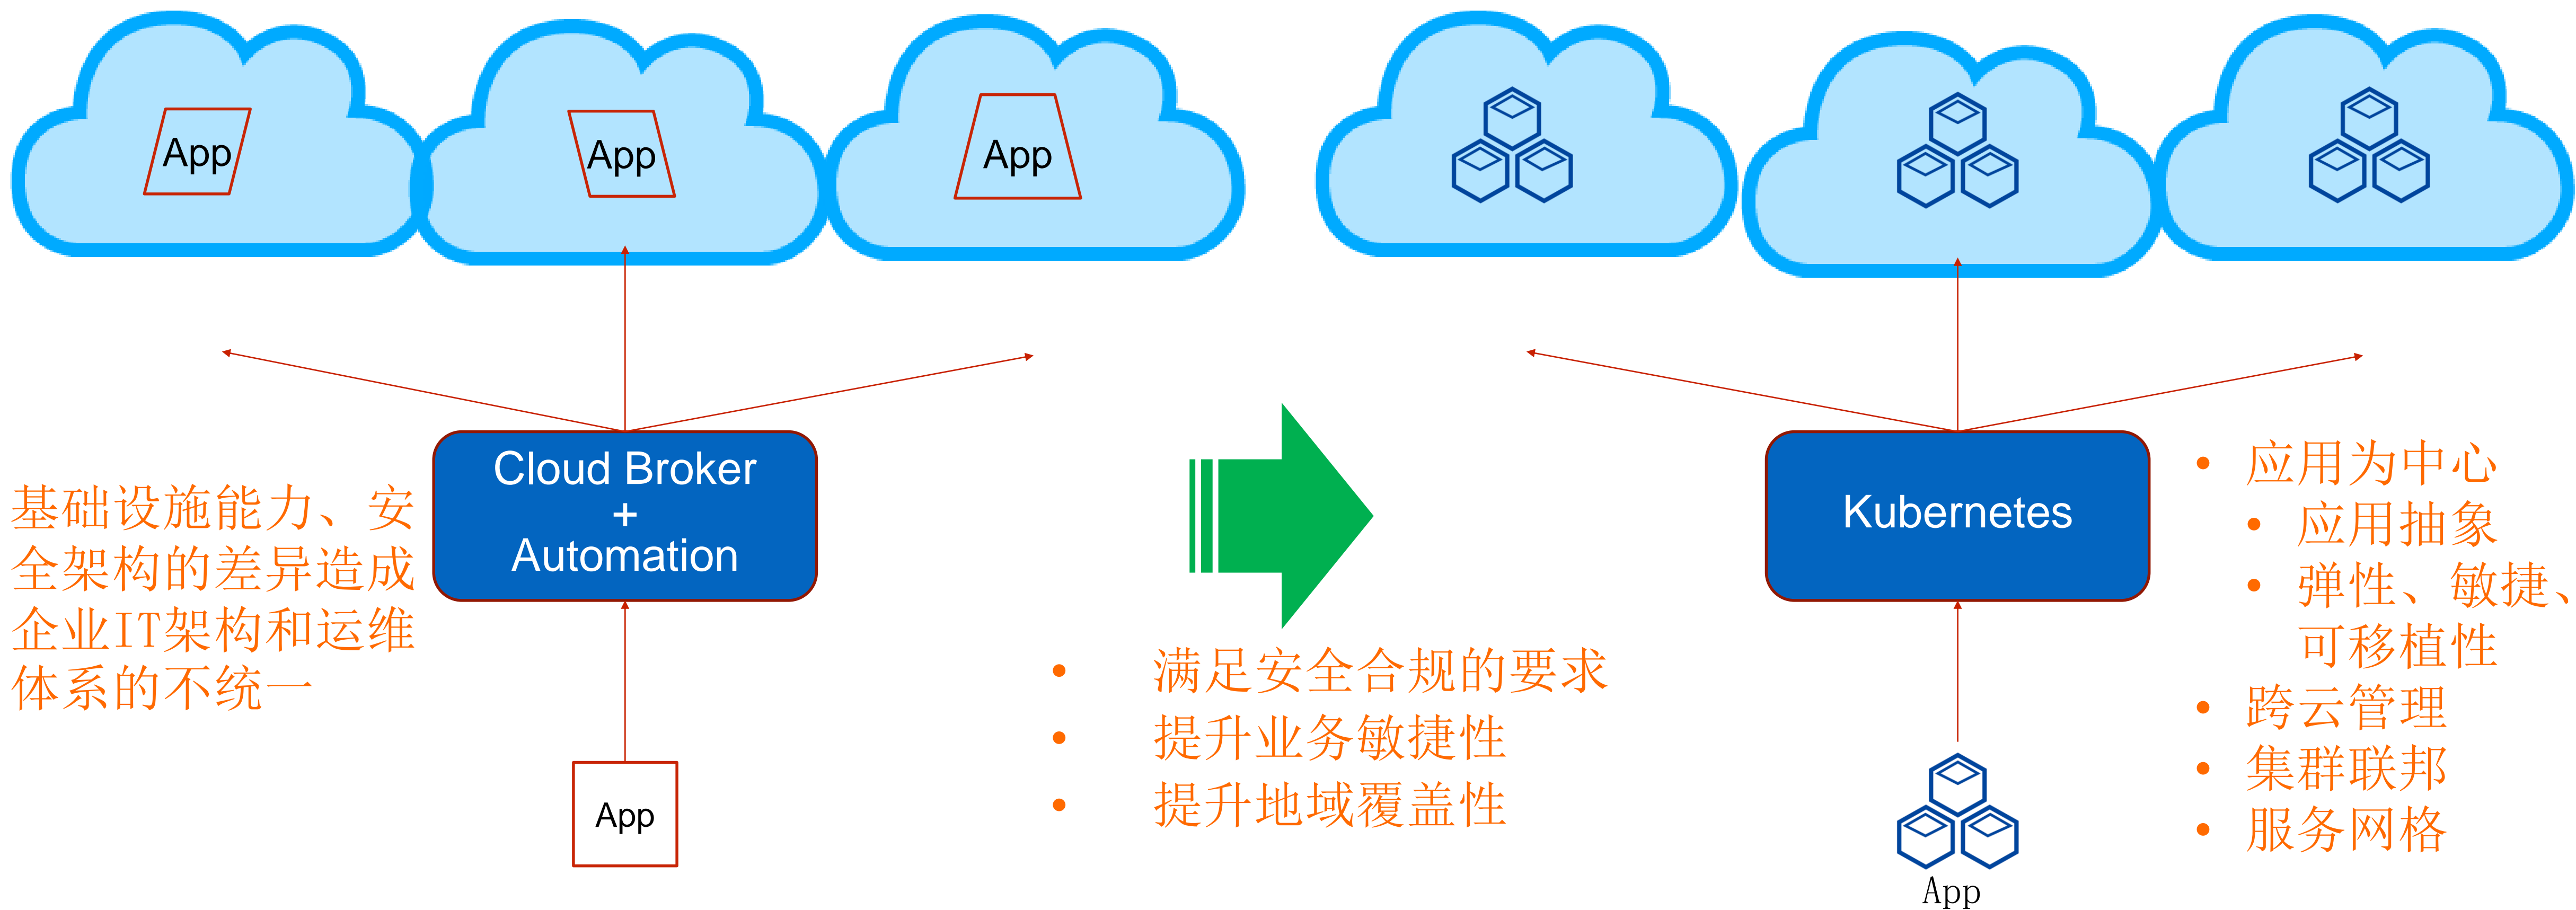 App
App
App
Cloud Broker
+
Automation
基础设施能力、安
全架构的差异造成
企业IT架构和运维
体系的不统一
App
• 满足安全合规的要求
• 提升业务敏捷性
• 提升地域覆盖性
Kubernetes
• 应用为中心
• 应用抽象
• 弹性、敏捷、
可移植性
• 跨云管理
• 集群联邦
• 服务网格
App